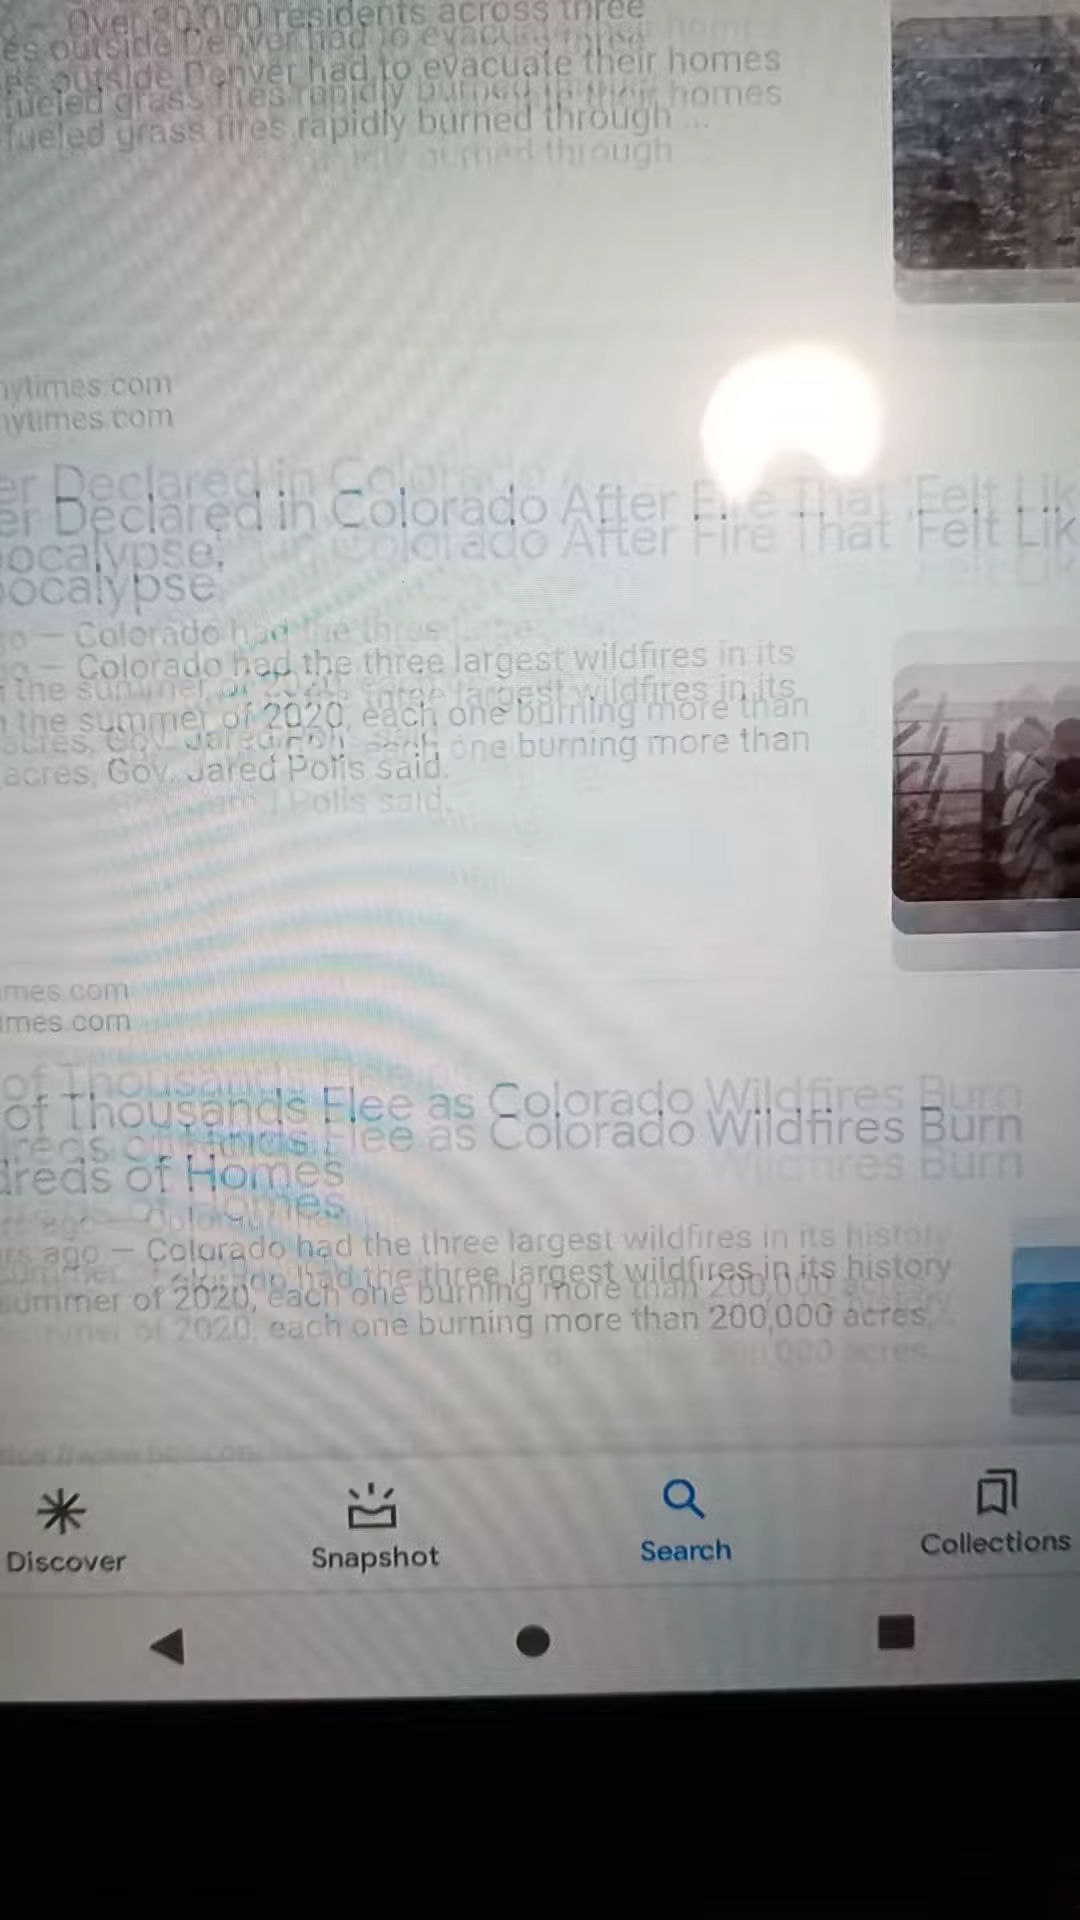 Over 30,000 residents across three
es outside Denver had to evacuate their homes
fueled grass fires rapidly burned through ...
nytimes.com
er Declared in Colorado After Fire That 'Felt Lik
ocalypse'
go — Colorado had the three largest wildfires in its
the summer of 2020, each one burning more than
acres, Gov. Jared Polis said.
mes.com
of Thousands Flee as Colorado Wildfires Burn
dreds of Homes
rs ago — Colorado had the three largest wildfires in its history
summer of 2020, each one burning more than 200,000 acres.
Discover Snapshot Search Collections